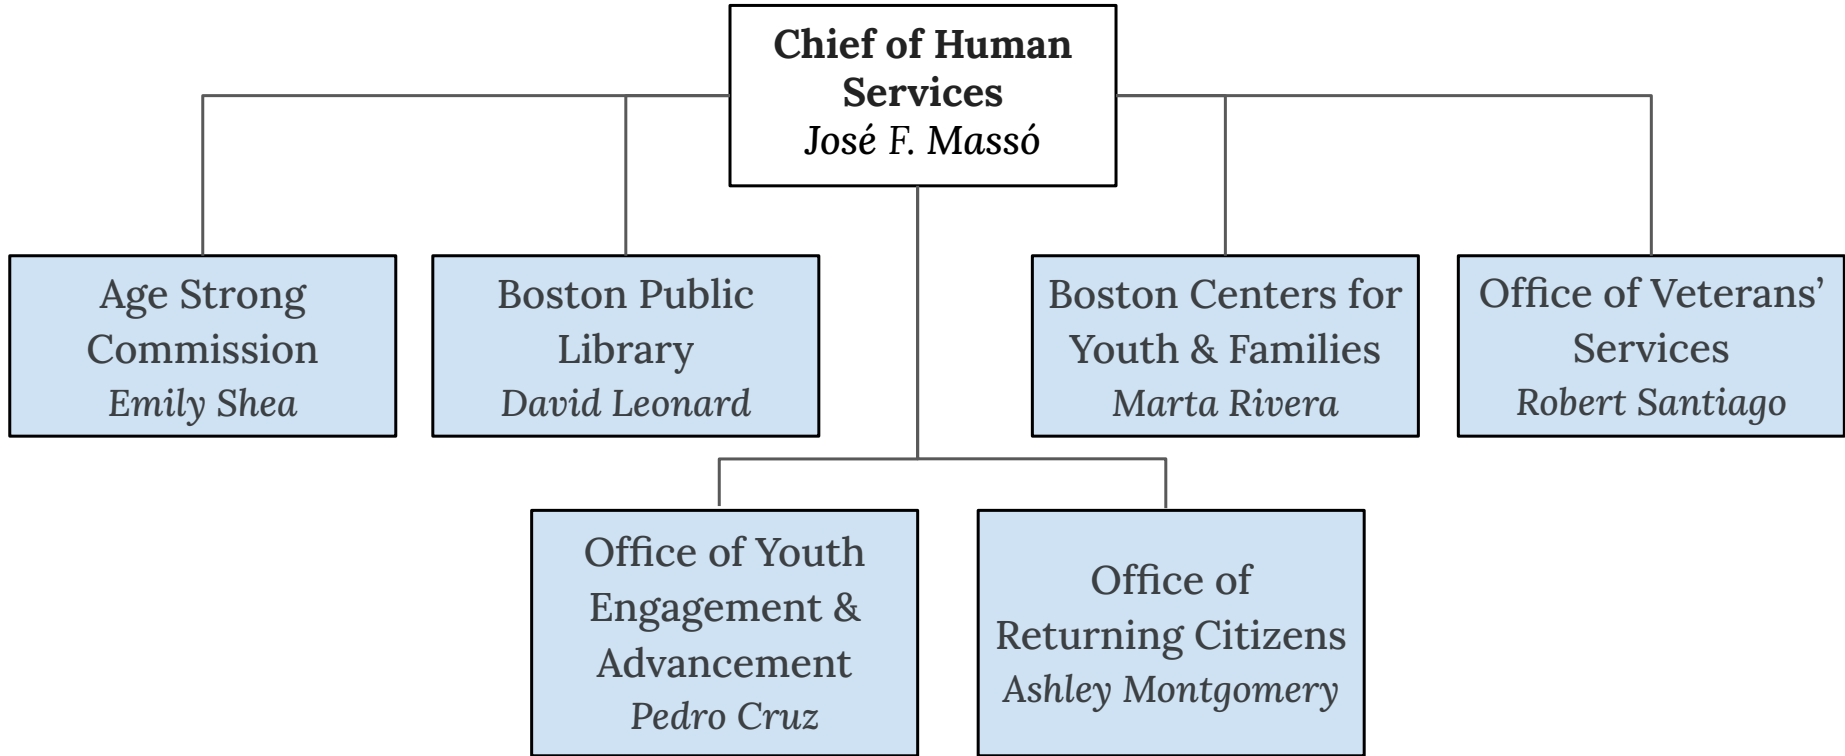 Chief of Human
Services
José F. Massó
Age Strong
Commission
Emily Shea
Boston Public
Library
David Leonard
Boston Centers for
Youth & Families
Marta Rivera
Office of Veterans’
Services
Robert Santiago
Office of Youth
Engagement &
Advancement
Pedro Cruz
Office of
Returning Citizens
Ashley Montgomery